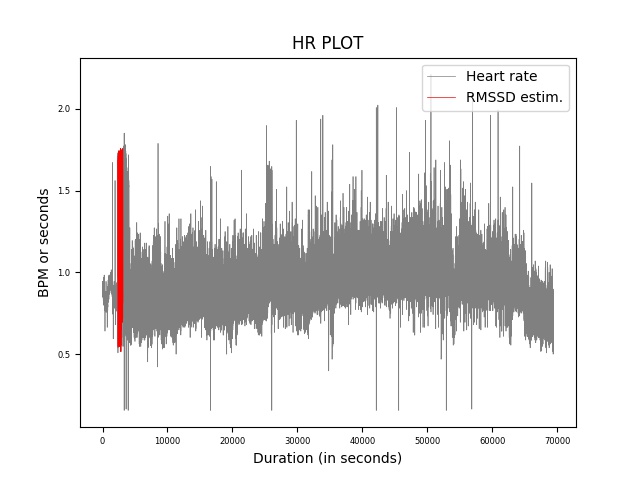 HR PLOT
Heart rate
RMSSD estim.
BPM or seconds
2.0
1.5
1.0
0.5
0 10000 20000 30000 40000 50000 60000 70000
Duration (in seconds)